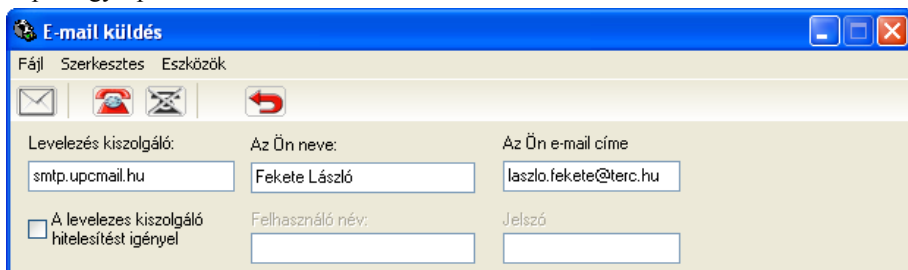 E-mail küldés
Fájl Szerkesztes Eszközök
Levelezés kiszolgáló: Az Ön neve: Az Ön e-mail címe
smtp.upcmail.hu Fekete László laszlo.fekete@terc.hu
A levelezes kiszolgáló Felhasználó név: Jelszó
hitelesítést igényel